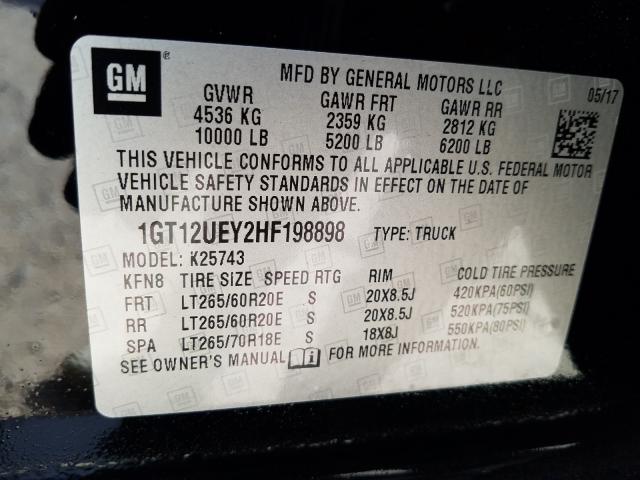 GM ®
MFD BY GENERAL MOTORS LLC
05/17
GVWR GAWR FRT GAWR RR
4536 KG 2359 KG 2812 KG
10000 LB 5200 LB 6200 LB
THIS VEHICLE CONFORMS TO ALL APPLICABLE U.S. FEDERAL MOTOR
VEHICLE SAFETY STANDARDS IN EFFECT ON THE DATE OF
MANUFACTURE SHOWN ABOVE.
1GT12UEY2HF198898 TYPE: TRUCK
MODEL: K25743
KFN8 TIRE SIZE SPEED RTG RIM COLD TIRE PRESSURE
FRT LT265/60R20E S 20X8.5J 420KPA(60PSI)
RR LT265/60R20E S 20X8.5J 520KPA(75PSI)
SPA LT265/70R18E S 18X8J 550KPA(80PSI)
SEE OWNER'S MANUAL FOR MORE INFORMATION.